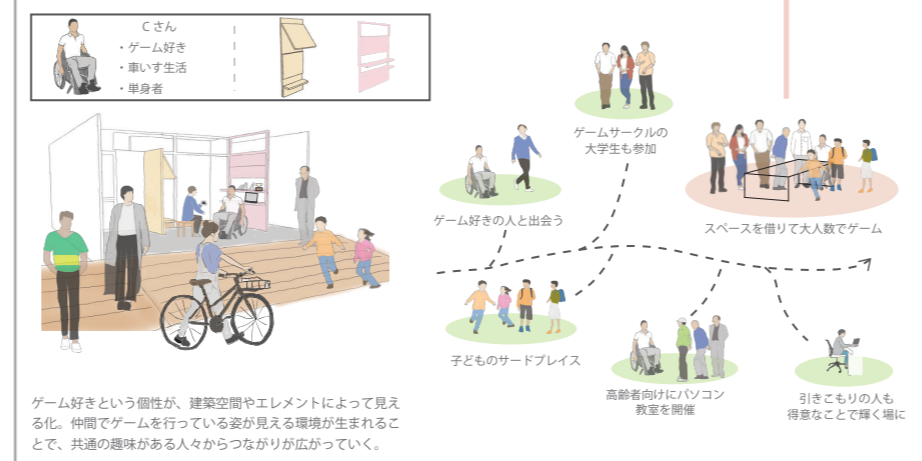 Cさん
・ゲーム好き
・車いす生活
・単身者
ゲームサークルの
大学生も参加
ゲーム好きの人と出会う
スペースを借りて大人数でゲーム
子どものサードプレイス
高齢者向けにパソコン
教室を開催
引きこもりの人も
得意なことで輝く場に
ゲーム好きという個性が、建築空間やエレメントによって見え
る化。仲間でゲームを行っている姿が見える環境が生まれるこ
とで、共通の趣味がある人々からつながりが広がっていく。